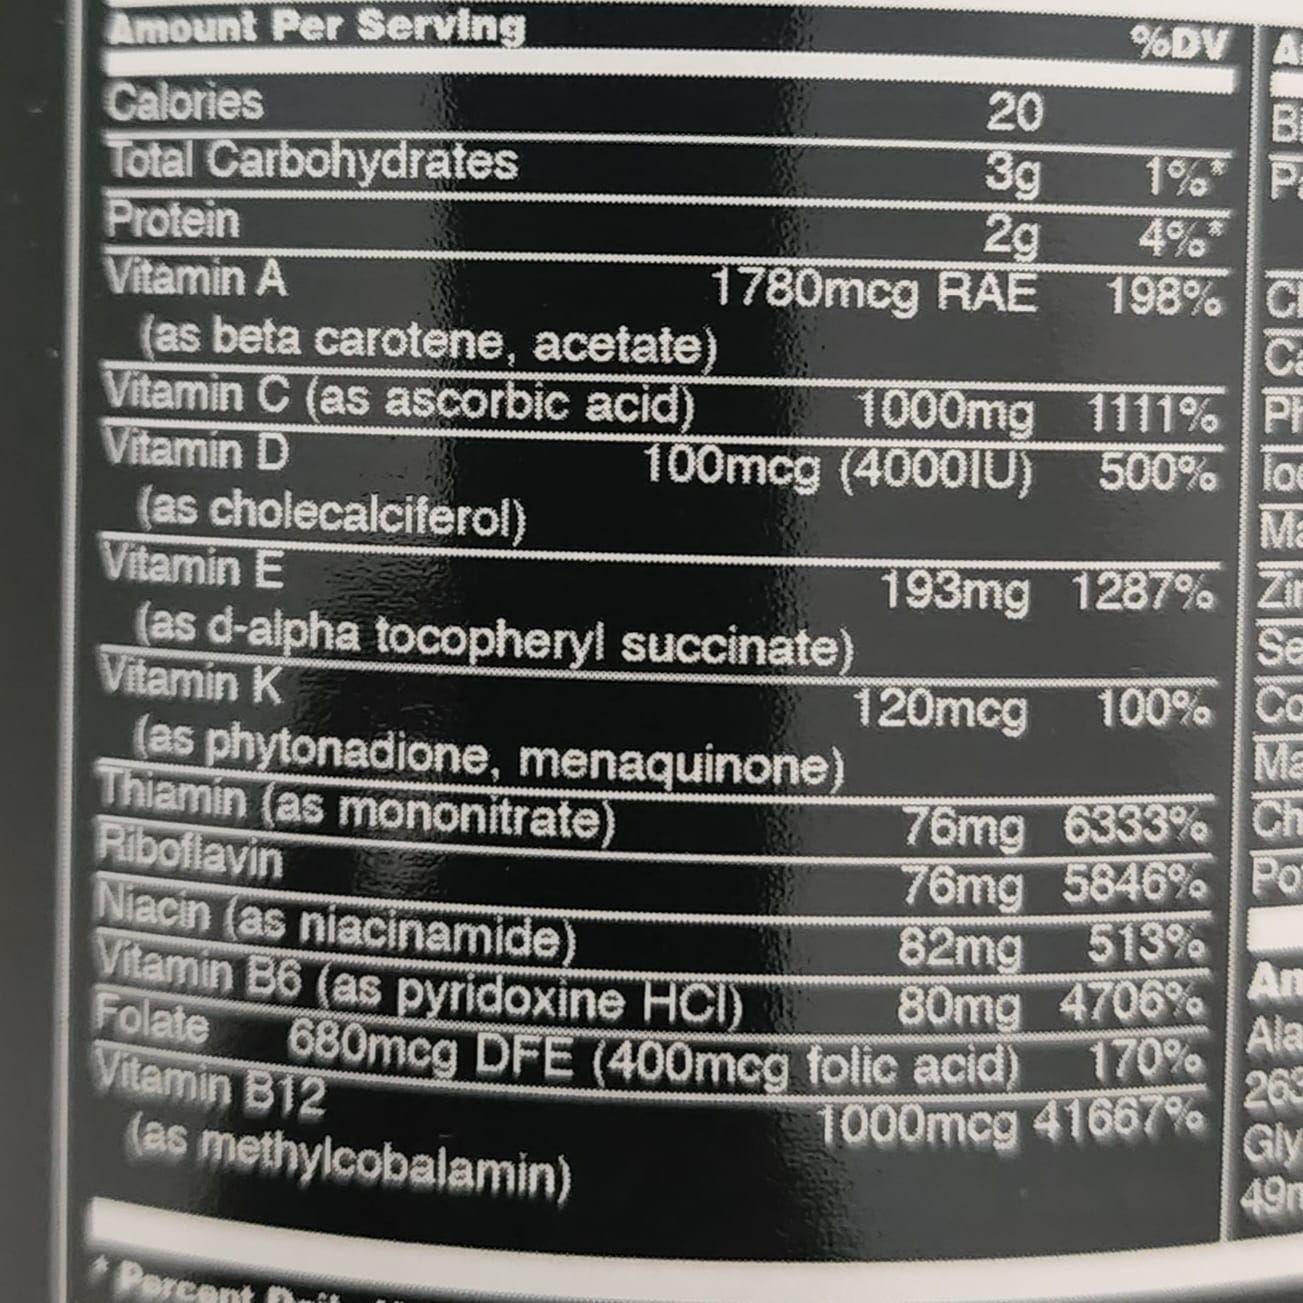 Amount Per Serving %DV
Calories 20
Total Carbohydrates 3g 1%*
Protein 2g 4%*
Vitamin A 1780mcg RAE 198%
(as beta carotene, acetate)
Vitamin C (as ascorbic acid) 1000mg 1111%
Vitamin D 100mcg (4000IU) 500%
(as cholecalciferol)
Vitamin E 193mg 1287%
(as d-alpha tocopheryl succinate)
Vitamin K 120mcg 100%
(as phytonadione, menaquinone)
Thiamin (as mononitrate) 76mg 6333%
Riboflavin 76mg 5846%
Niacin (as niacinamide) 82mg 513%
Vitamin B6 (as pyridoxine HCl) 80mg 4706%
Folate 680mcg DFE (400mcg folic acid) 170%
Vitamin B12 1000mcg 41667%
(as methylcobalamin)
* Percent